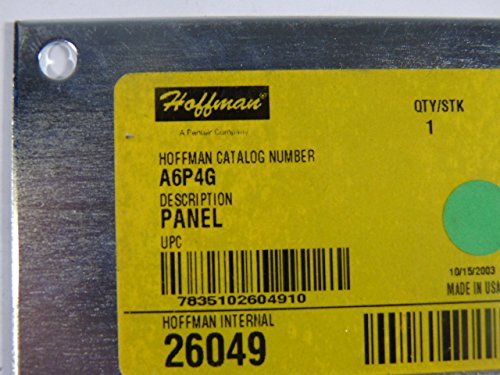 Hoffman®
A Pentair Company
QTY/STK
1
HOFFMAN CATALOG NUMBER
A6P4G
DESCRIPTION
PANEL
UPC
7835102604910
10/15/2003
MADE IN USA
HOFFMAN INTERNAL
26049